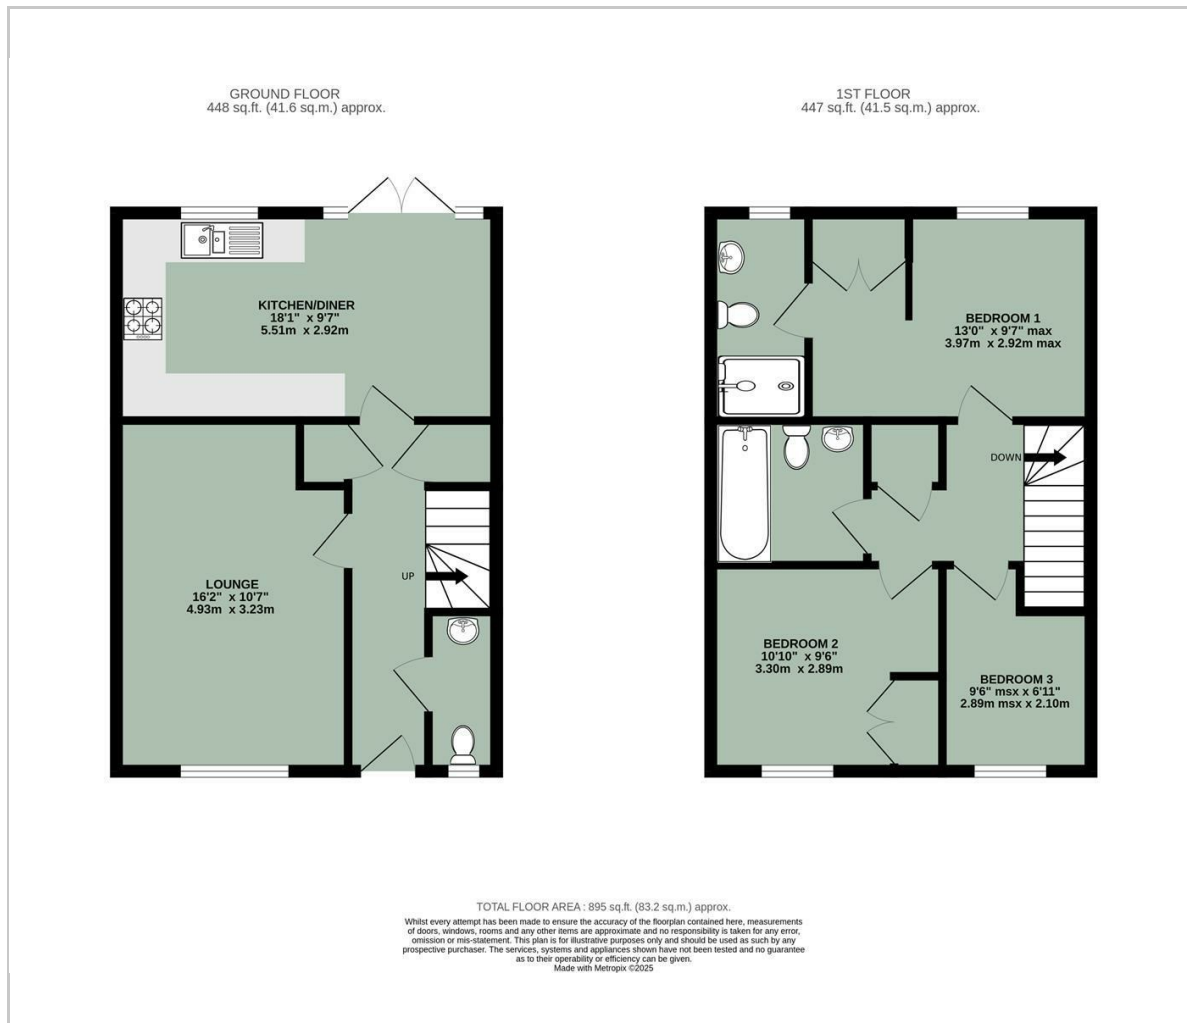 GROUND FLOOR
448 sq.ft. (41.6 sq.m.) approx.
1ST FLOOR
447 sq.ft. (41.5 sq.m.) approx.
KITCHEN/DINER
18'1" x 9'7"
5.51m x 2.92m
LOUNGE
16'2" x 10'7"
4.93m x 3.23m
UP
BEDROOM 1
13'0" x 9'7" max
3.97m x 2.92m max
DOWN
BEDROOM 2
10'10" x 9'6"
3.30m x 2.89m
BEDROOM 3
9'6" msx x 6'11"
2.89m msx x 2.10m
TOTAL FLOOR AREA : 895 sq.ft. (83.2 sq.m.) approx.
Whilst every attempt has been made to ensure the accuracy of the floorplan contained here, measurements
of doors, windows, rooms and any other items are approximate and no responsibility is taken for any error,
omission or mis-statement. This plan is for illustrative purposes only and should be used as such by any
prospective purchaser. The services, systems and appliances shown have not been tested and no guarantee
as to their operability or efficiency can be given.
Made with Metropix ©2025